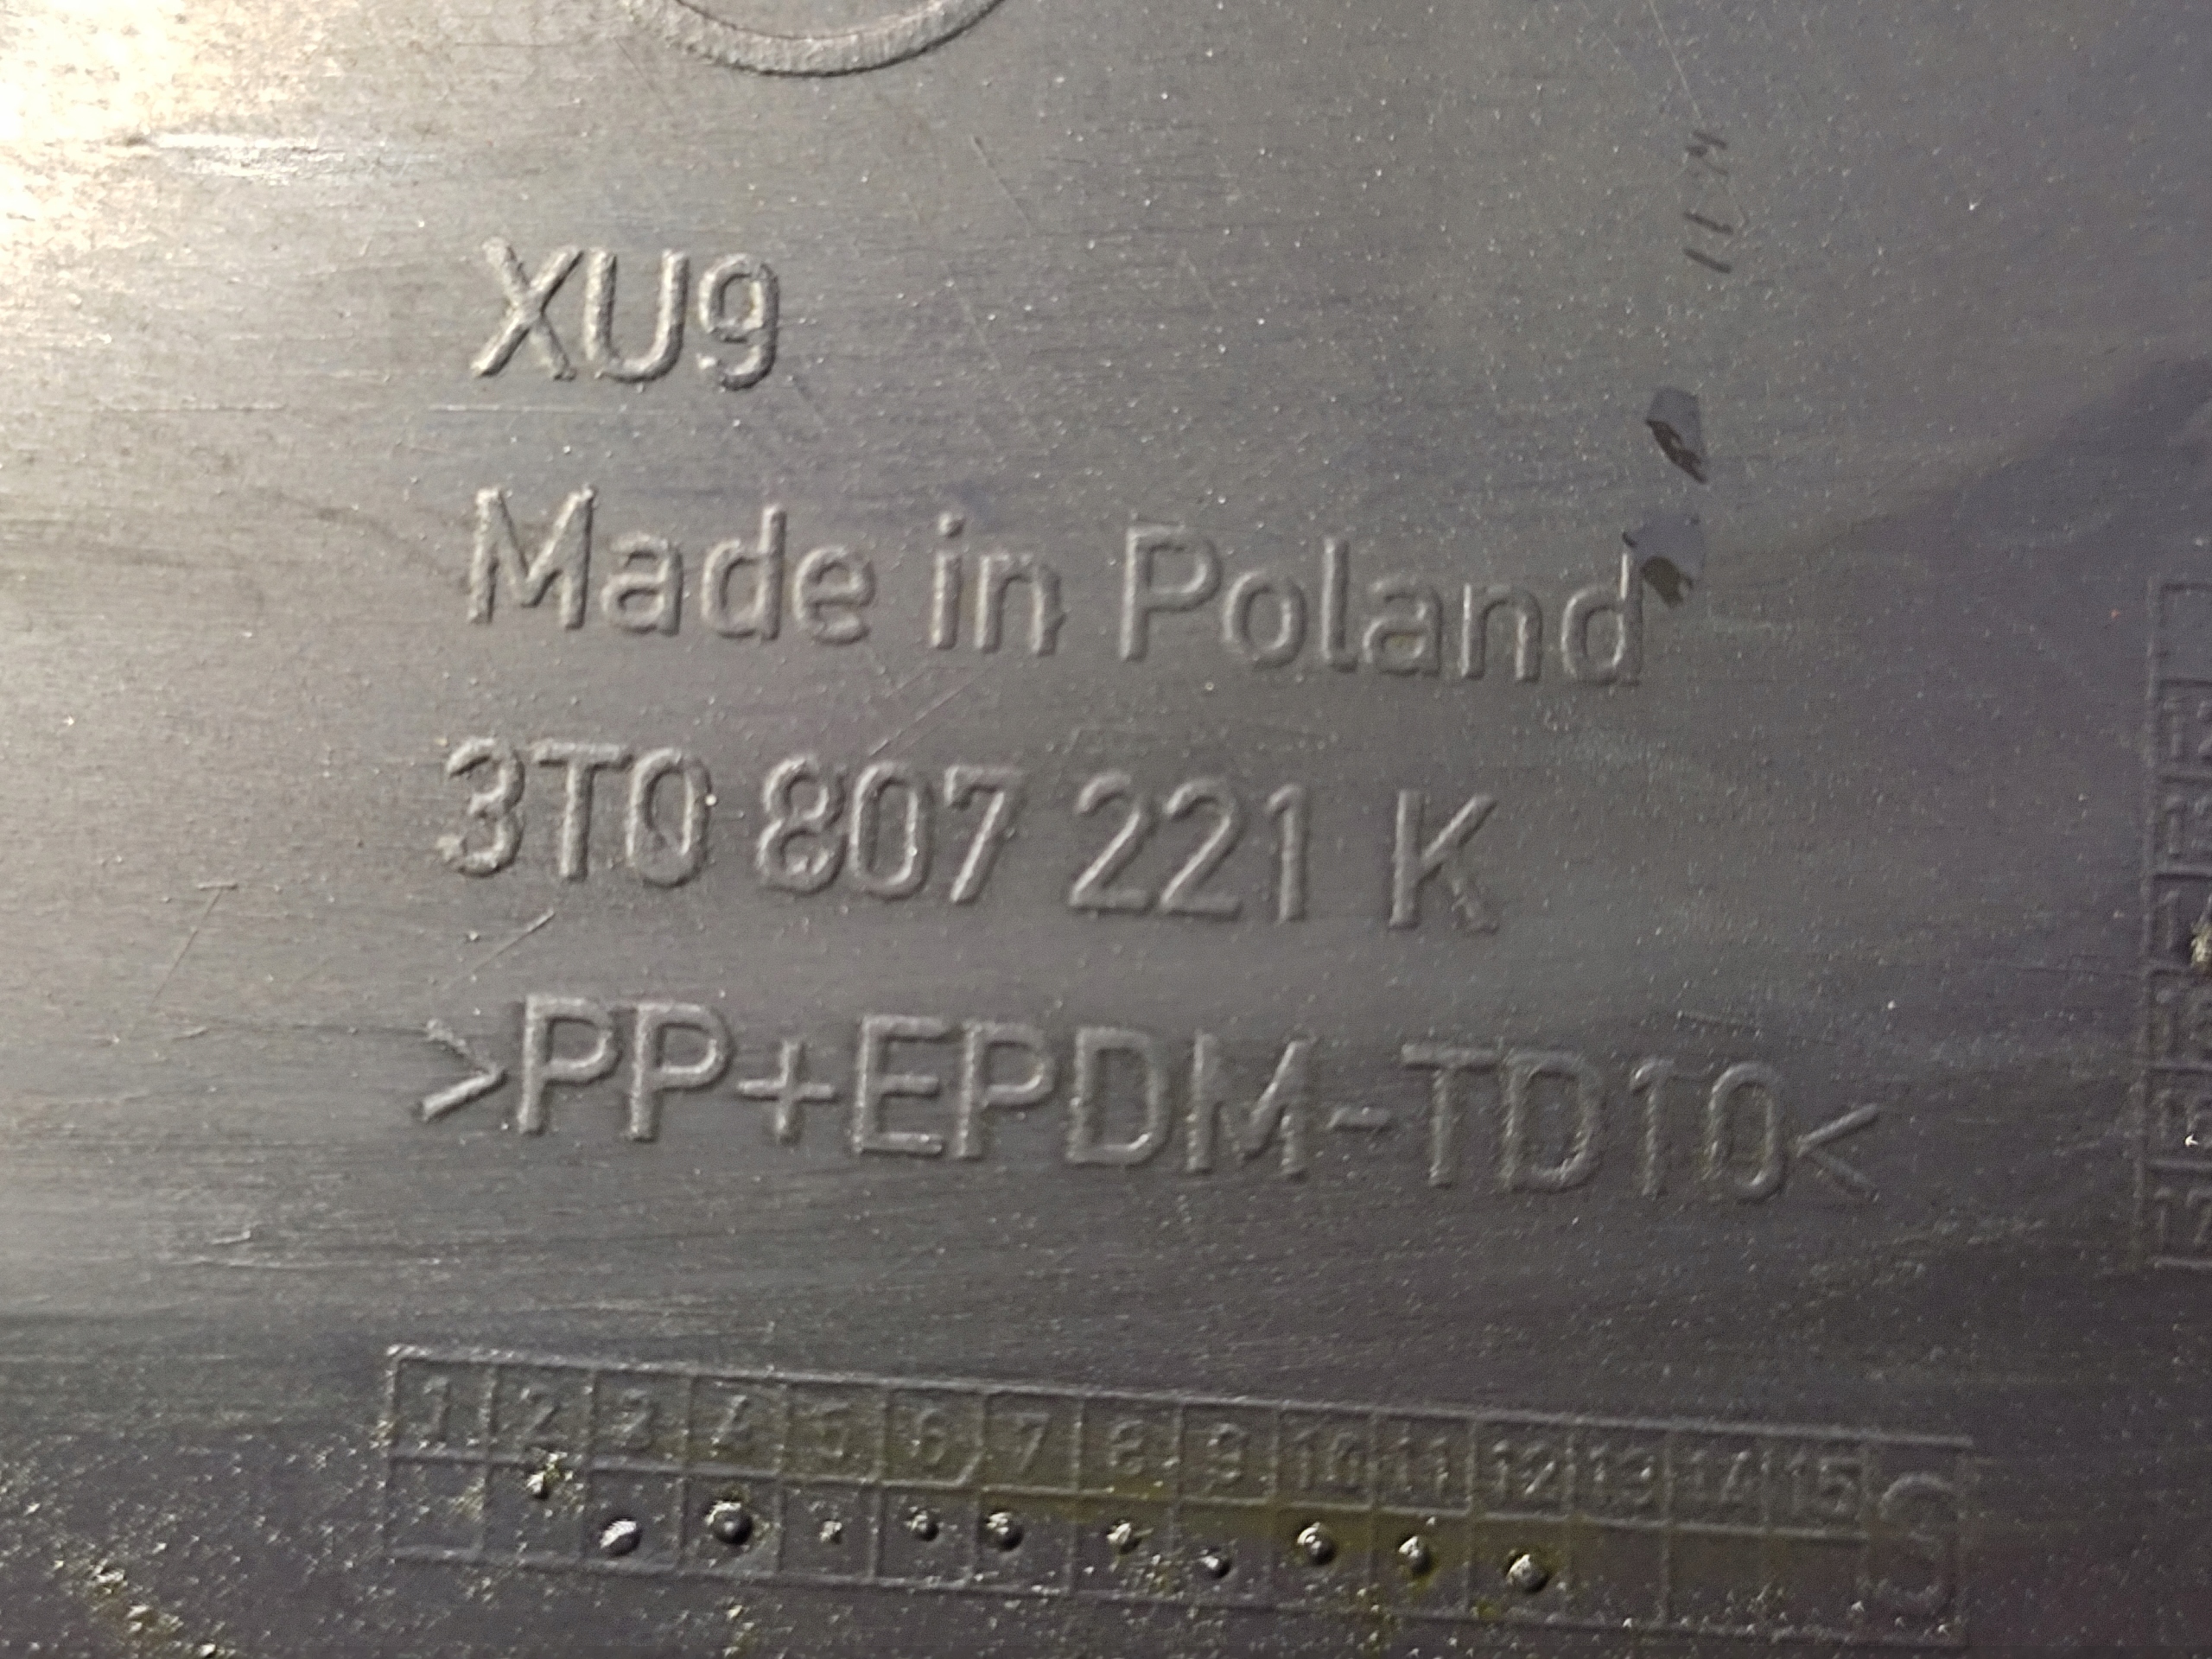 XU9
Made in Poland
3T0 807 221 K
>PP+EPDM-TD10<
1 2 3 4 5 6 7 8 9 10 11 12 13 14 15 S